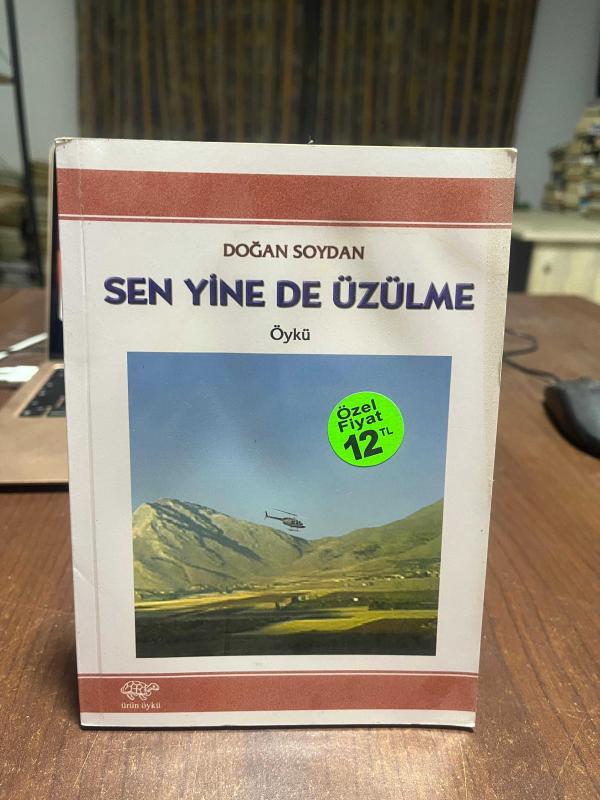 DOĞAN SOYDAN
SEN YİNE DE ÜZÜLME
Öykü
Özel
Fiyat
12 TL
ürün öykü